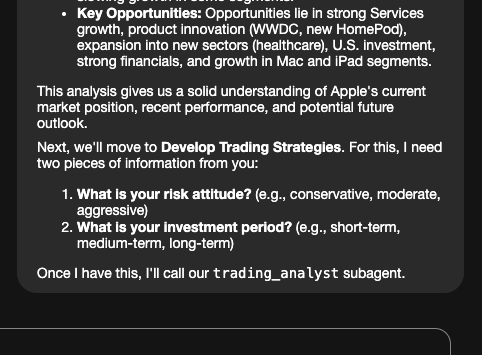 • Key Opportunities: Opportunities lie in strong Services
growth, product innovation (WWDC, new HomePod),
expansion into new sectors (healthcare), U.S. investment,
strong financials, and growth in Mac and iPad segments.
This analysis gives us a solid understanding of Apple's current
market position, recent performance, and potential future
outlook.
Next, we'll move to Develop Trading Strategies. For this, I need
two pieces of information from you:
1. What is your risk attitude? (e.g., conservative, moderate,
aggressive)
2. What is your investment period? (e.g., short-term,
medium-term, long-term)
Once I have this, I'll call our trading_analyst subagent.